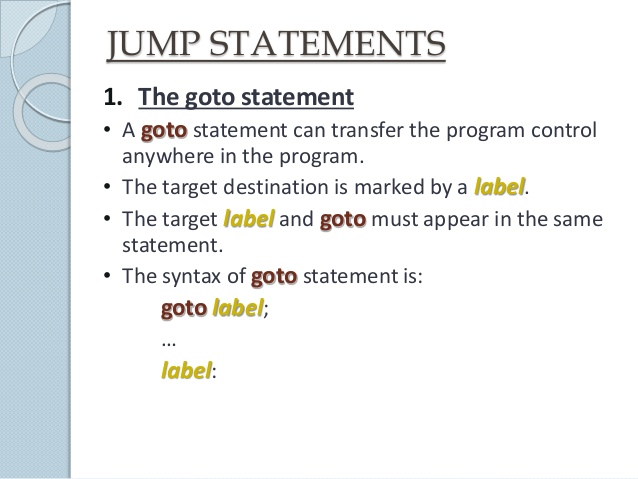 JUMP STATEMENTS
1. The goto statement
• A goto statement can transfer the program control
anywhere in the program.
• The target destination is marked by a label.
• The target label and goto must appear in the same
statement.
• The syntax of goto statement is:
goto label;
…
label: